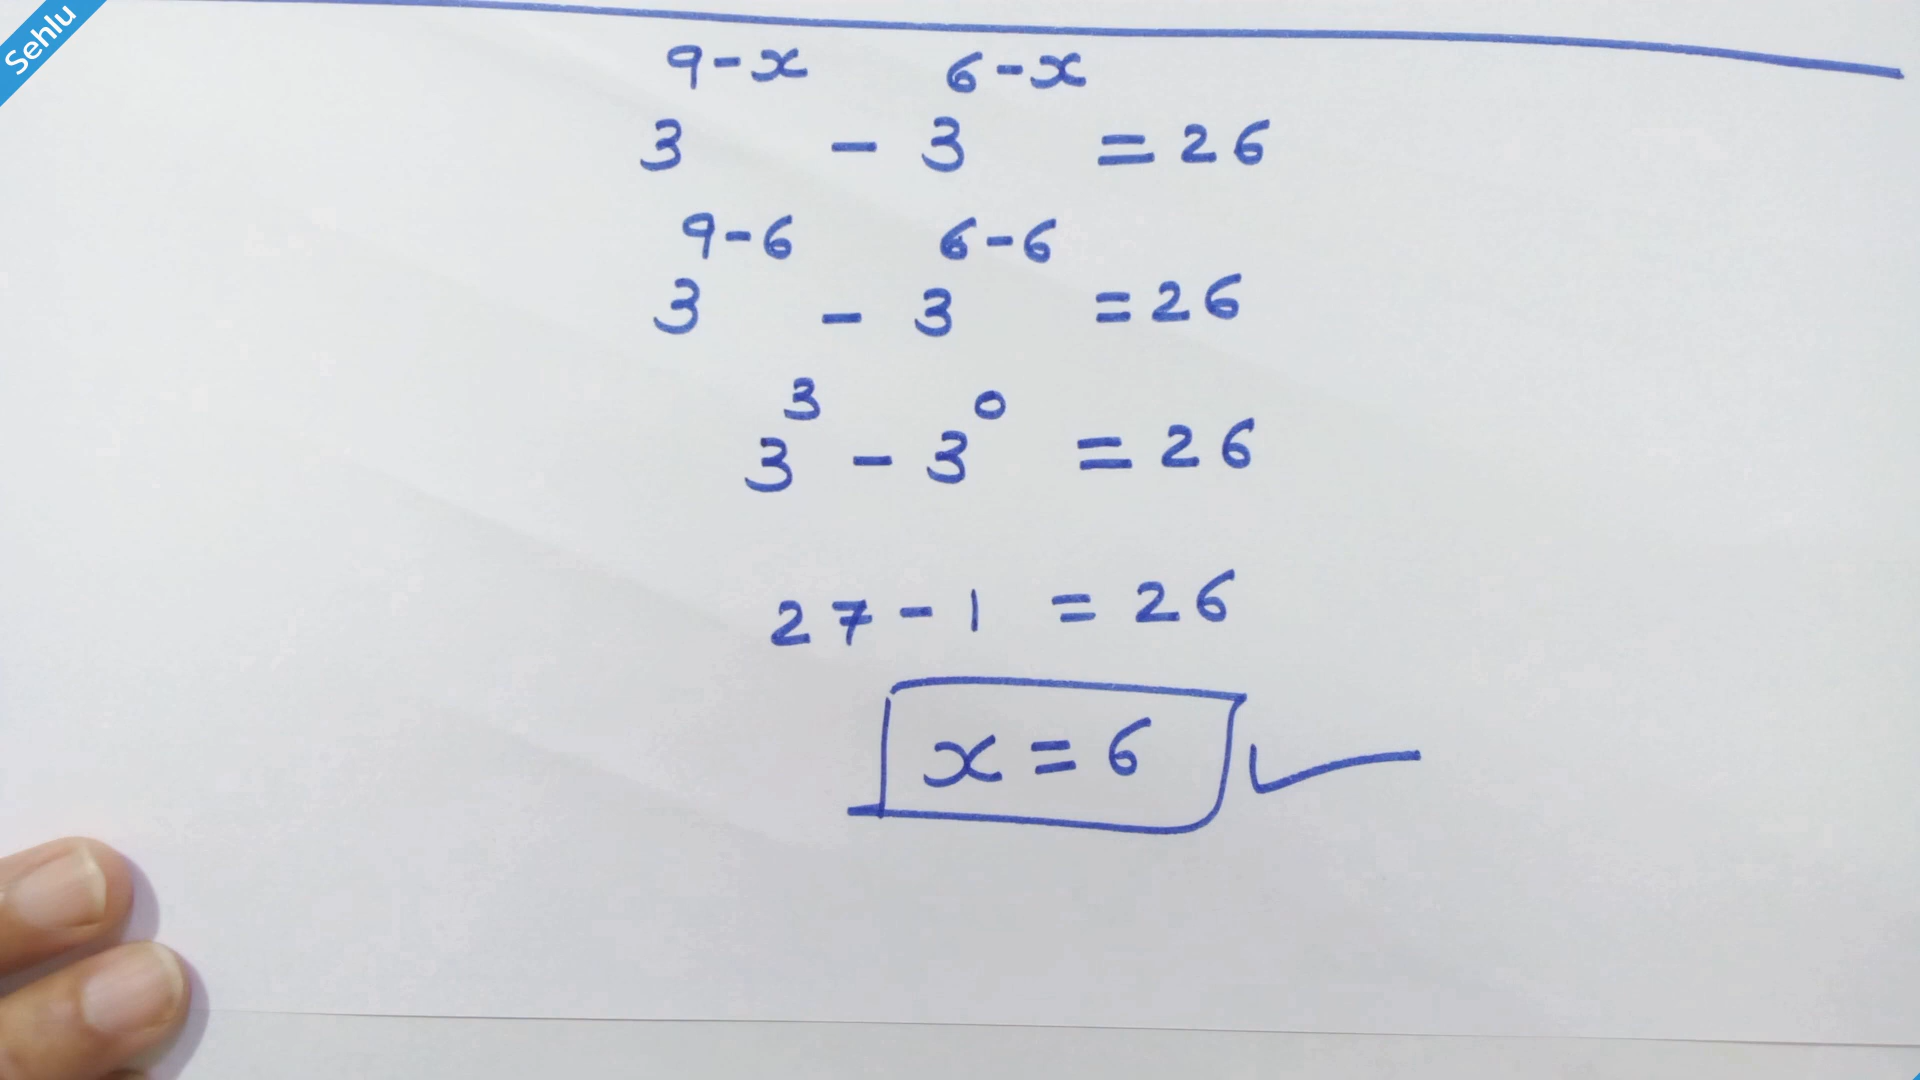 Sehlu
3^{9-x} - 3^{6-x} = 26
3^{9-6} - 3^{6-6} = 26
3^3 - 3^0 = 26
27 - 1 = 26
x = 6 ✓